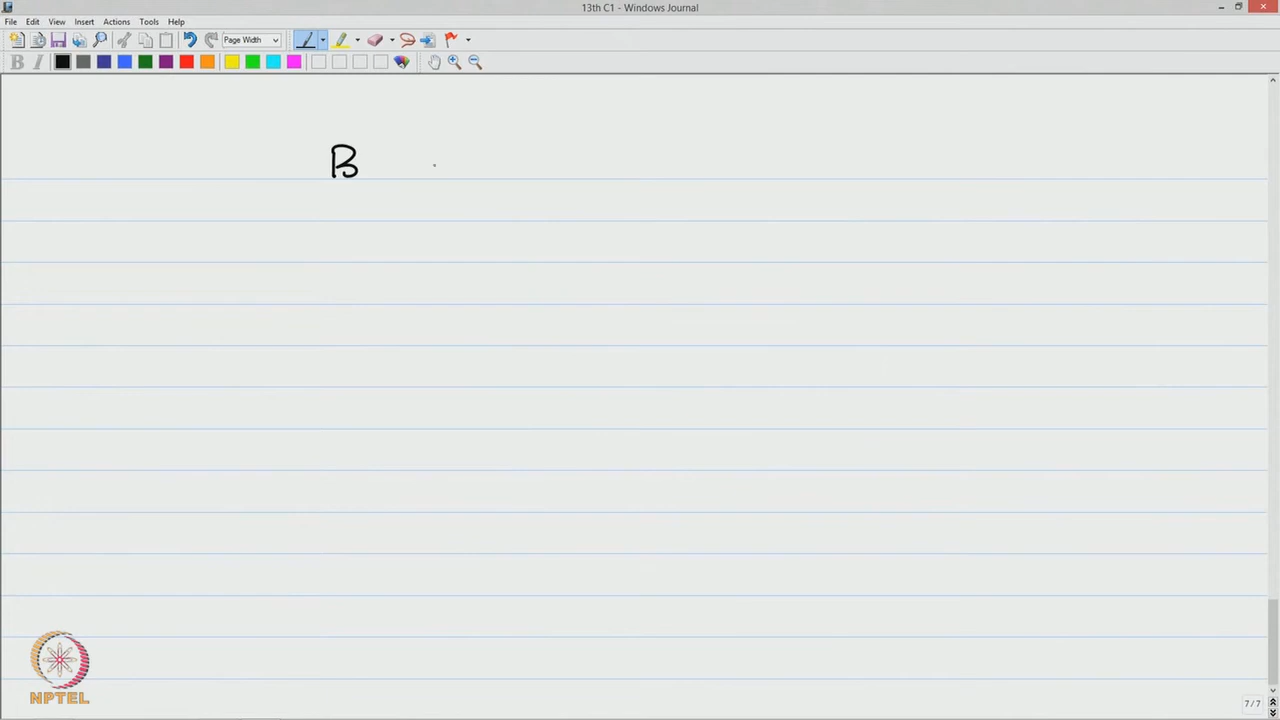 13th C1 - Windows Journal
File Edit View Insert Actions Tools Help
Page Width
B I
B
NPTEL
7 / 7